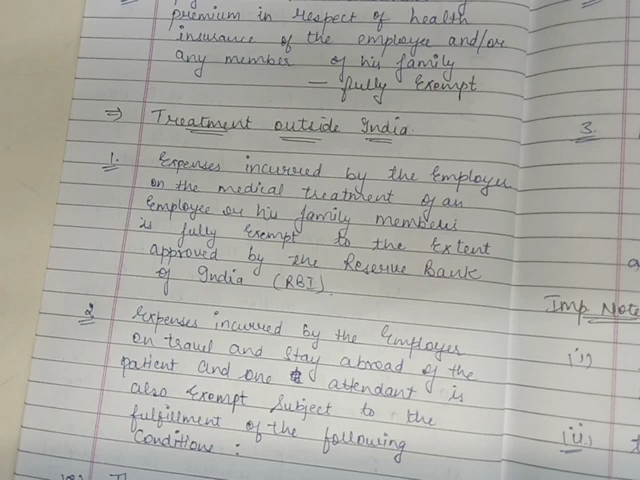 premium in respect of health
insurance of the employee and/or
any member of his family
— fully Exempt
⇒ Treatment outside India
1. Expenses incurred by the Employer
on the medical treatment of an
Employee or his family members
is fully Exempt to the Extent
approved by the Reserve Bank
of India (RBI).
2. Expenses incurred by the Employer
on travel and stay abroad of the
patient and one attendant is
also Exempt Subject to the
fulfillment of the following
Conditions :
3.
a
Imp. Note
(i)
(ii)